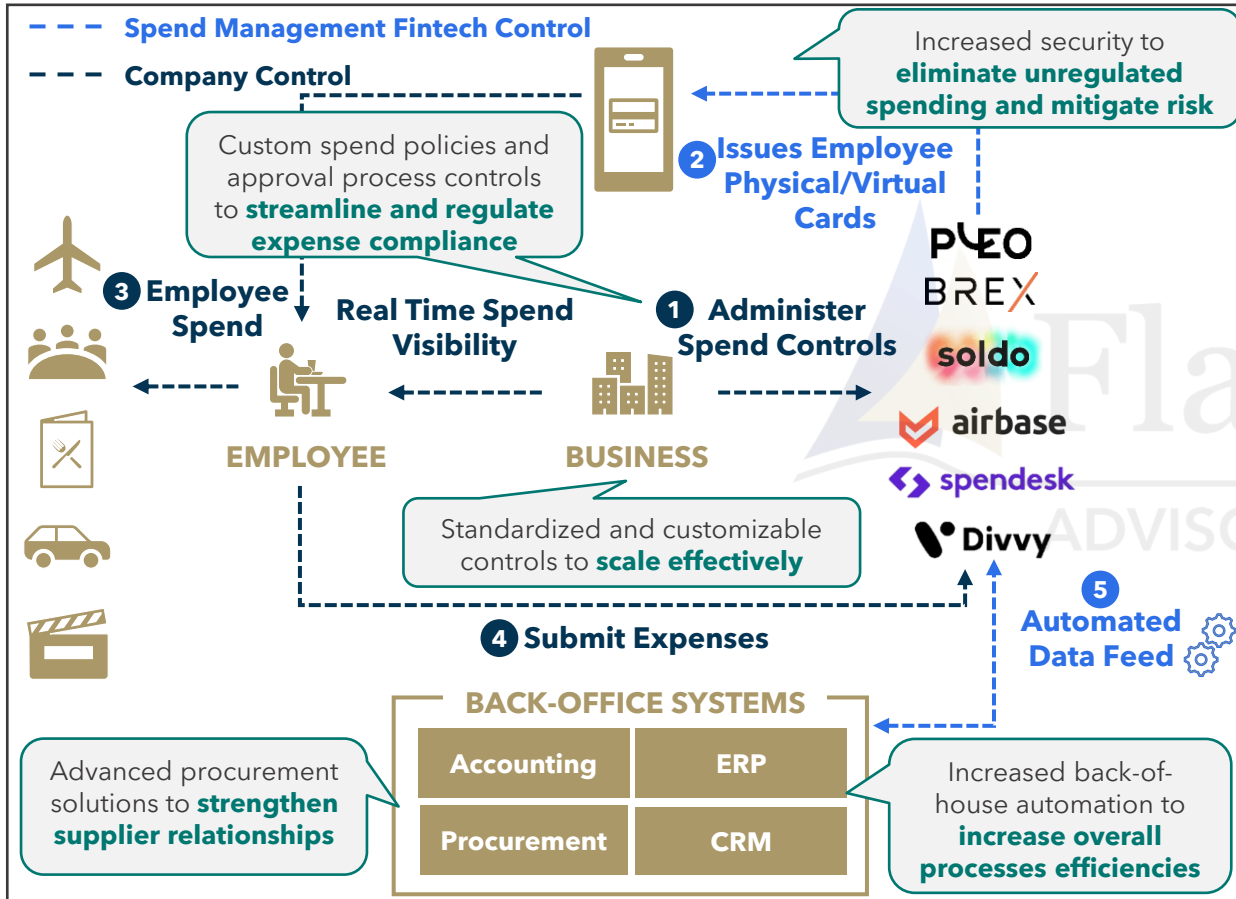 Spend Management Fintech Control
Company Control
Increased security to
eliminate unregulated
spending and mitigate risk
Custom spend policies and
approval process controls
to streamline and regulate
expense compliance
2 Issues Employee
Physical/Virtual
Cards
PLEO
BREX
soldo
airbase
spendesk
Divvy
3 Employee
Spend
Real Time Spend
Visibility
1 Administer
Spend Controls
EMPLOYEE
BUSINESS
Standardized and customizable
controls to scale effectively
Fla
ADVISO
5
Automated
Data Feed
4 Submit Expenses
BACK-OFFICE SYSTEMS
Accounting
ERP
Procurement
CRM
Advanced procurement
solutions to strengthen
supplier relationships
Increased back-of-
house automation to
increase overall
processes efficiencies